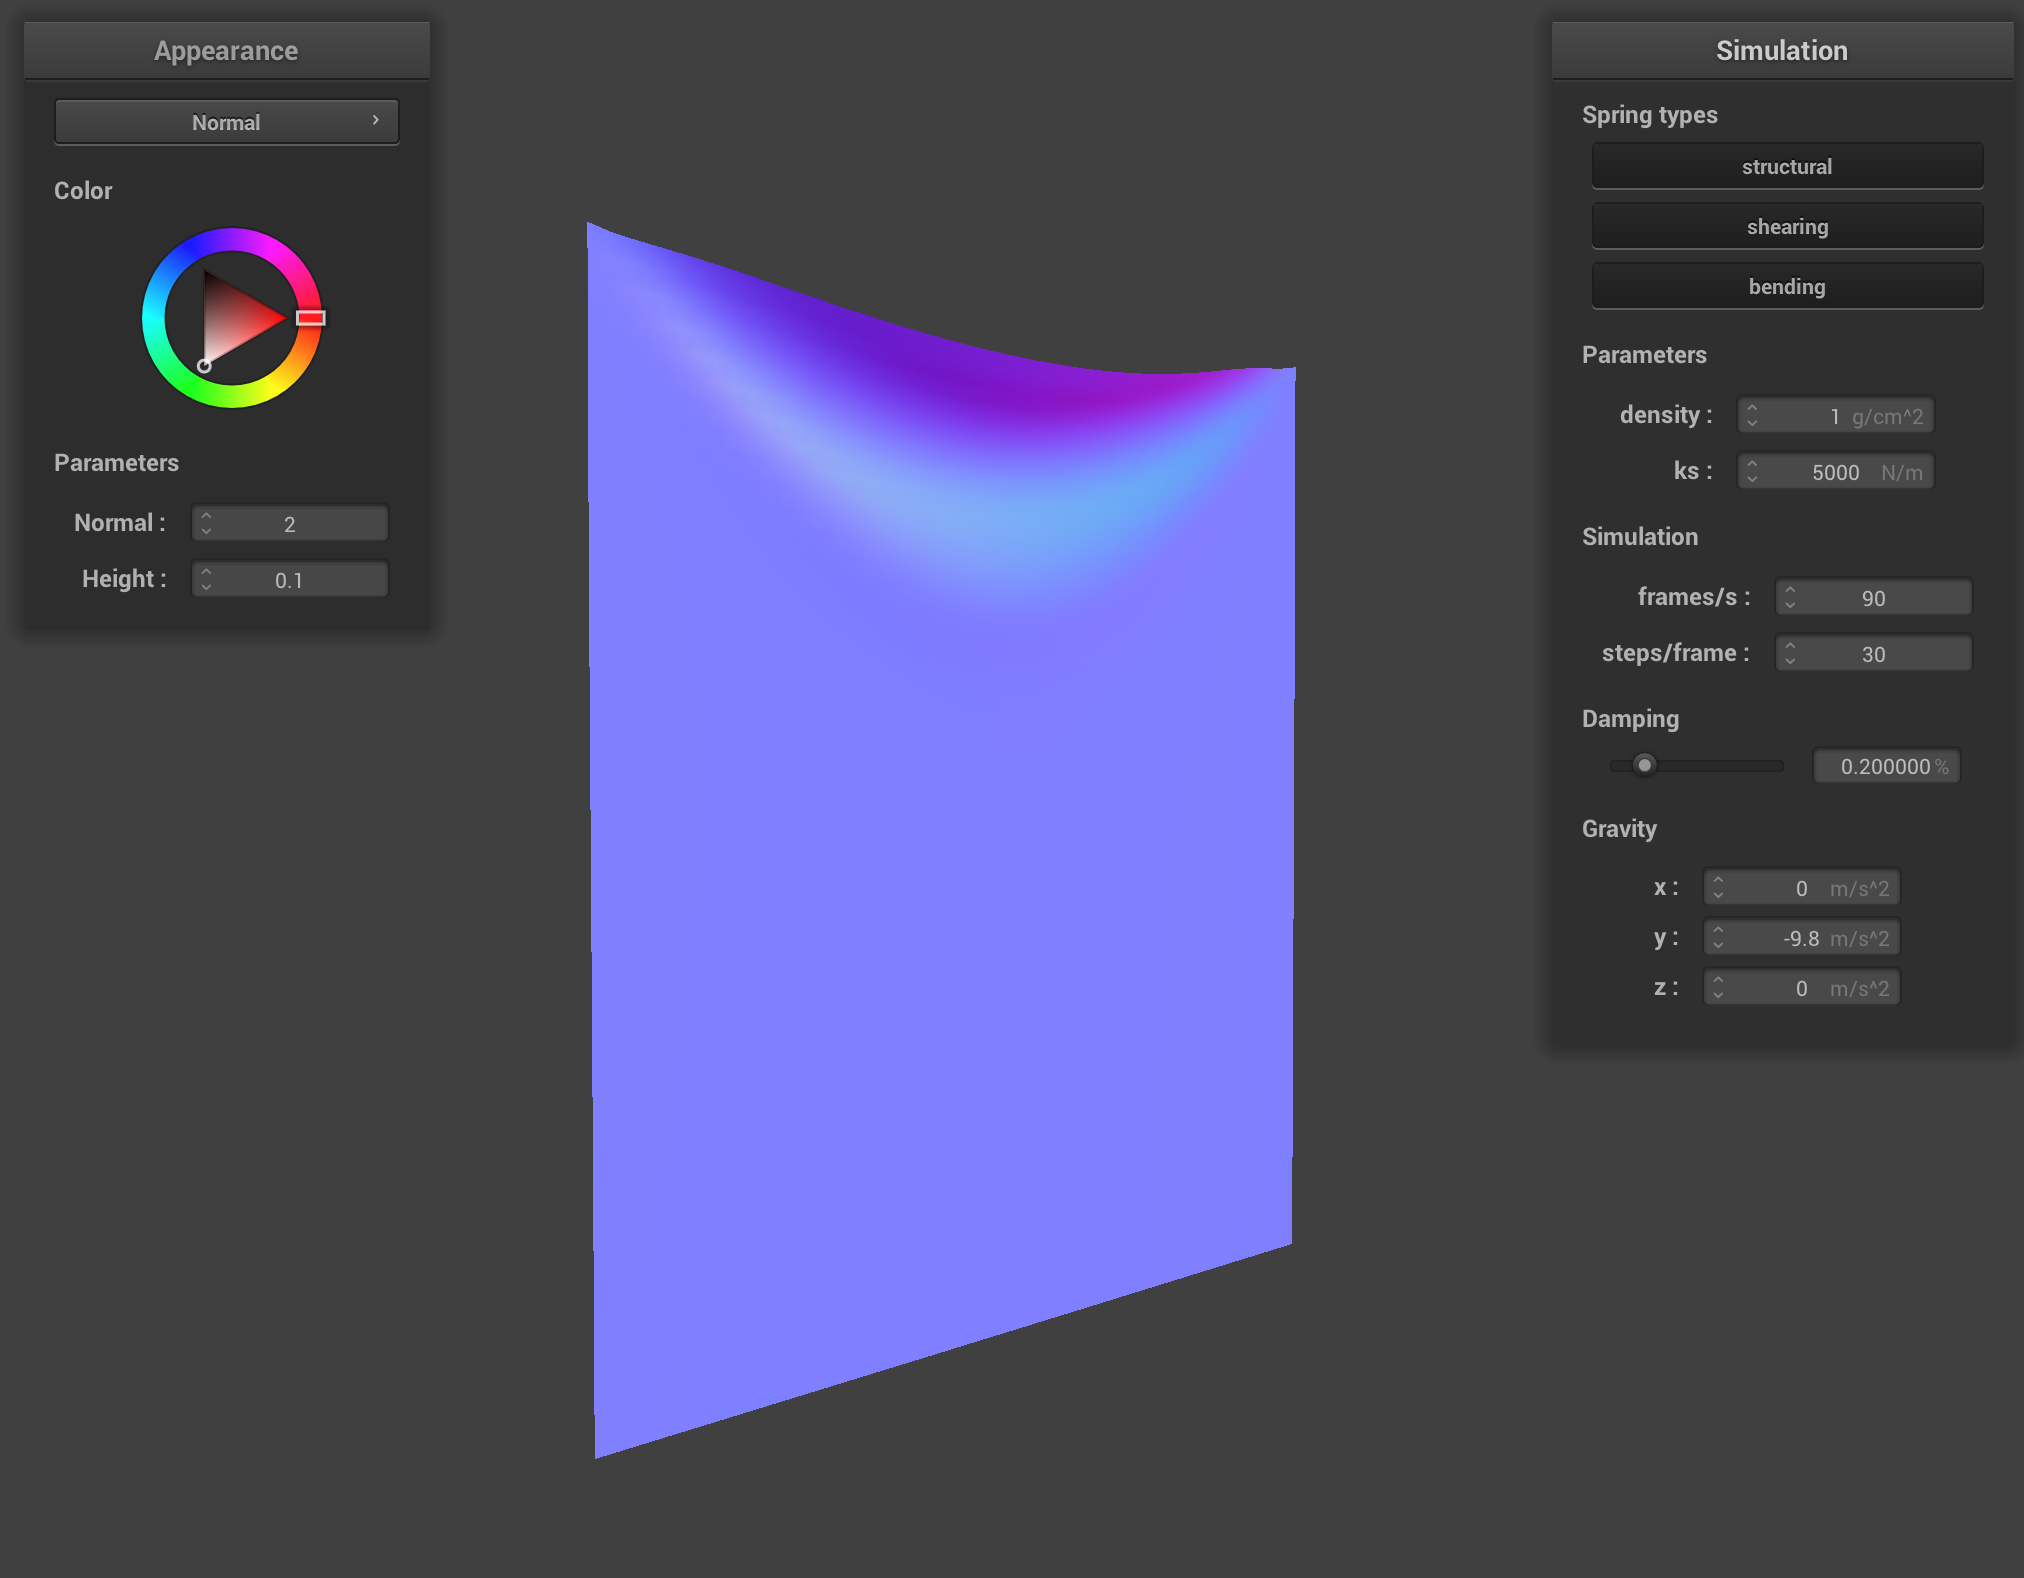 Appearance
Normal
Color
Parameters
Normal : 2
Height : 0.1
Simulation
Spring types
structural
shearing
bending
Parameters
density : 1 g/cm^2
ks : 5000 N/m
Simulation
frames/s : 90
steps/frame : 30
Damping
0.200000 %
Gravity
x : 0 m/s^2
y : -9.8 m/s^2
z : 0 m/s^2